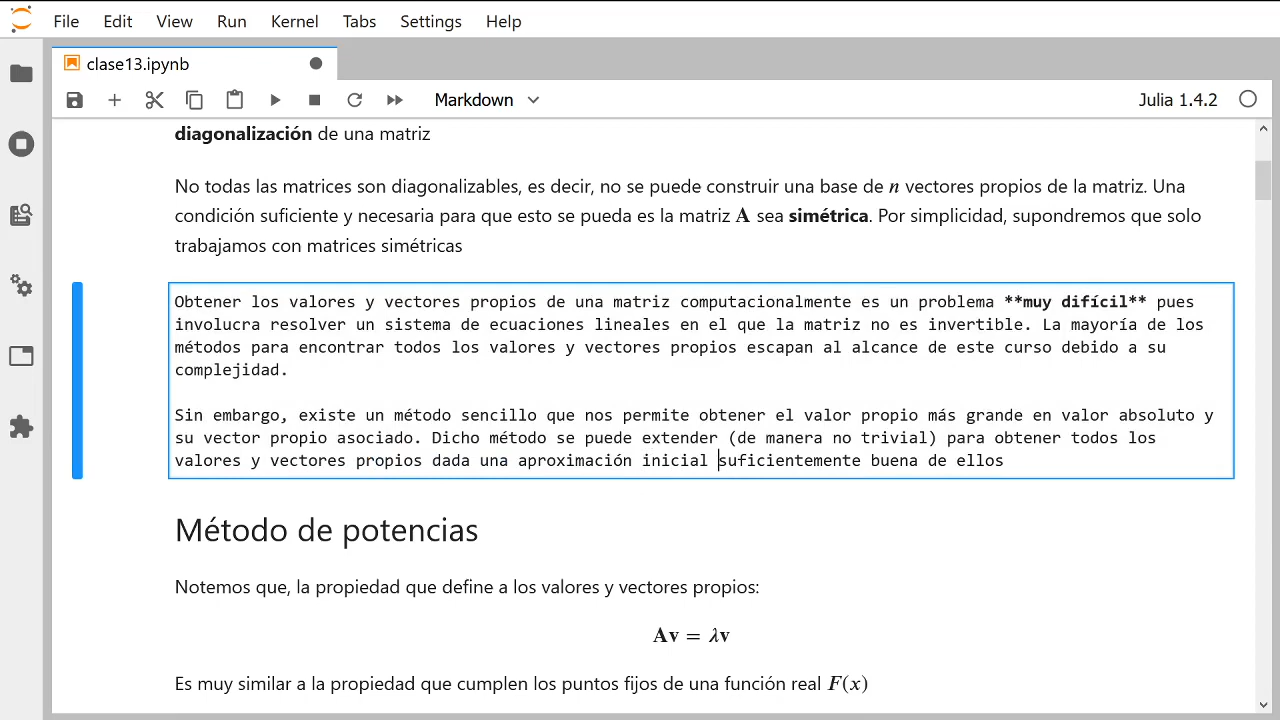 File Edit View Run Kernel Tabs Settings Help
clase13.ipynb
Markdown
Julia 1.4.2
diagonalización de una matriz
No todas las matrices son diagonalizables, es decir, no se puede construir una base de n vectores propios de la matriz. Una
condición suficiente y necesaria para que esto se pueda es la matriz A sea simétrica. Por simplicidad, supondremos que solo
trabajamos con matrices simétricas
Obtener los valores y vectores propios de una matriz computacionalmente es un problema **muy difícil** pues
involucra resolver un sistema de ecuaciones lineales en el que la matriz no es invertible. La mayoría de los
métodos para encontrar todos los valores y vectores propios escapan al alcance de este curso debido a su
complejidad.
Sin embargo, existe un método sencillo que nos permite obtener el valor propio más grande en valor absoluto y
su vector propio asociado. Dicho método se puede extender (de manera no trivial) para obtener todos los
valores y vectores propios dada una aproximación inicial suficientemente buena de ellos
Método de potencias
Notemos que, la propiedad que define a los valores y vectores propios:
Av = λv
Es muy similar a la propiedad que cumplen los puntos fijos de una función real F(x)